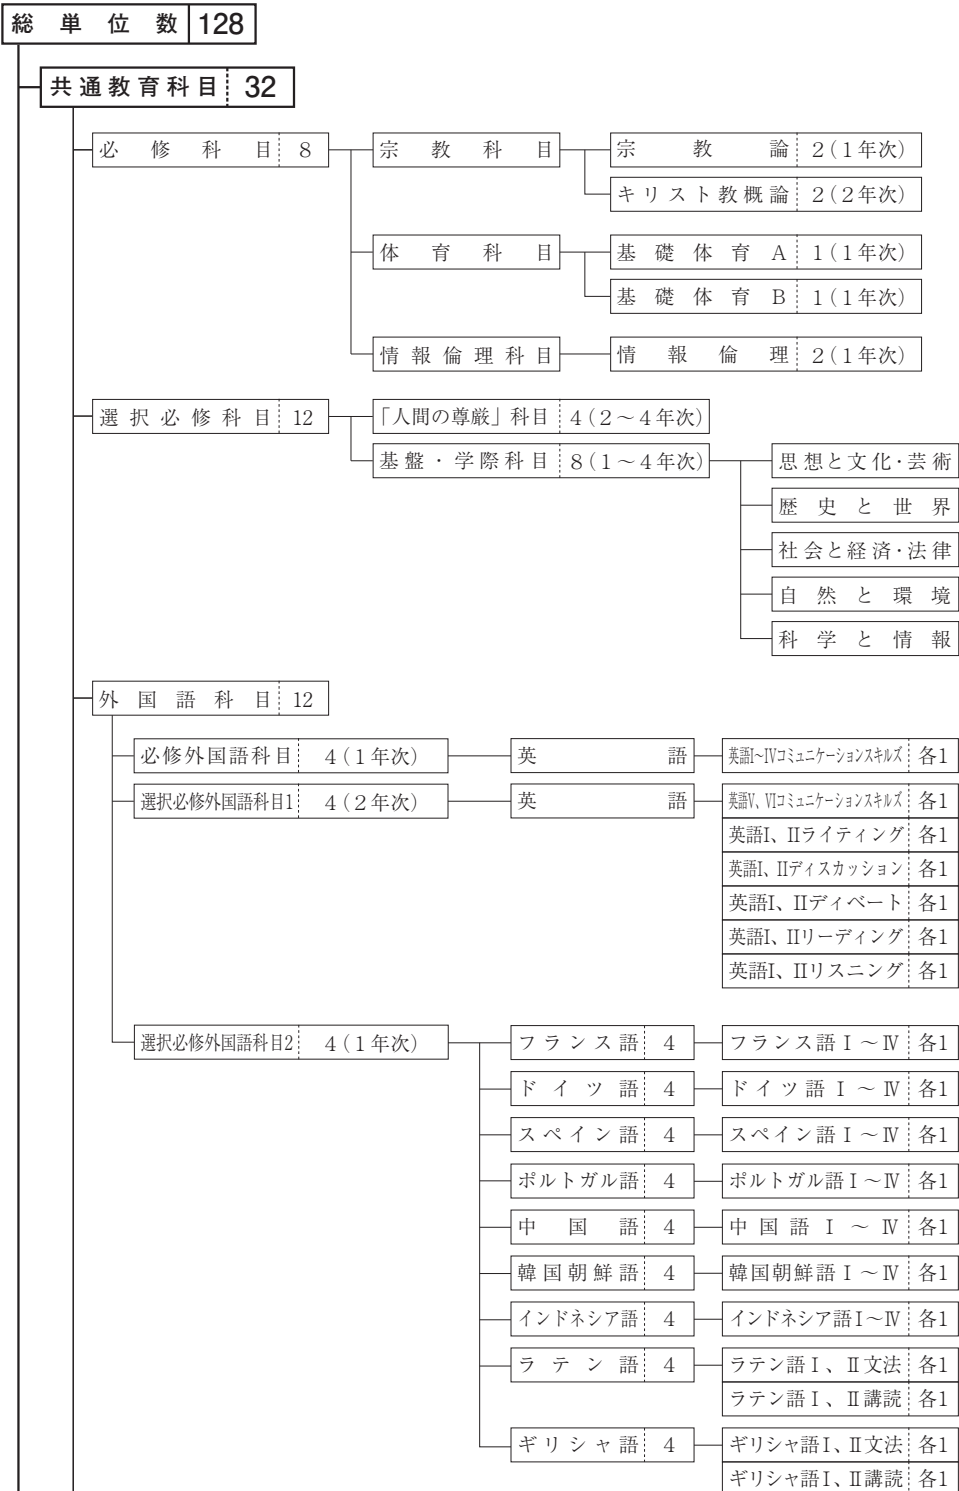 総単位数 128
共通教育科目 32
必修科目 8 宗教科目 宗教論 2(1年次)
キリスト教概論 2(2年次)
体育科目 基礎体育A 1(1年次)
基礎体育B 1(1年次)
情報倫理科目 情報倫理 2(1年次)
選択必修科目 12 「人間の尊厳」科目 4(2～4年次)
基盤・学際科目 8(1～4年次) 思想と文化・芸術
歴史と世界
社会と経済・法律
自然と環境
科学と情報
外国語科目 12
必修外国語科目 4(1年次) 英語 英語I~IVコミュニケーションスキルズ 各1
選択必修外国語科目1 4(2年次) 英語 英語V、VIコミュニケーションスキルズ 各1
英語I、IIライティング 各1
英語I、IIディスカッション 各1
英語I、IIディベート 各1
英語I、IIリーディング 各1
英語I、IIリスニング 各1
選択必修外国語科目2 4(1年次) フランス語 4 フランス語Ⅰ～Ⅳ 各1
ドイツ語 4 ドイツ語Ⅰ～Ⅳ 各1
スペイン語 4 スペイン語Ⅰ～Ⅳ 各1
ポルトガル語 4 ポルトガル語Ⅰ～Ⅳ 各1
中国語 4 中国語Ⅰ～Ⅳ 各1
韓国朝鮮語 4 韓国朝鮮語Ⅰ～Ⅳ 各1
インドネシア語 4 インドネシア語Ⅰ～Ⅳ 各1
ラテン語 4 ラテン語Ⅰ、Ⅱ文法 各1
ラテン語Ⅰ、Ⅱ講読 各1
ギリシャ語 4 ギリシャ語Ⅰ、Ⅱ文法 各1
ギリシャ語Ⅰ、Ⅱ講読 各1